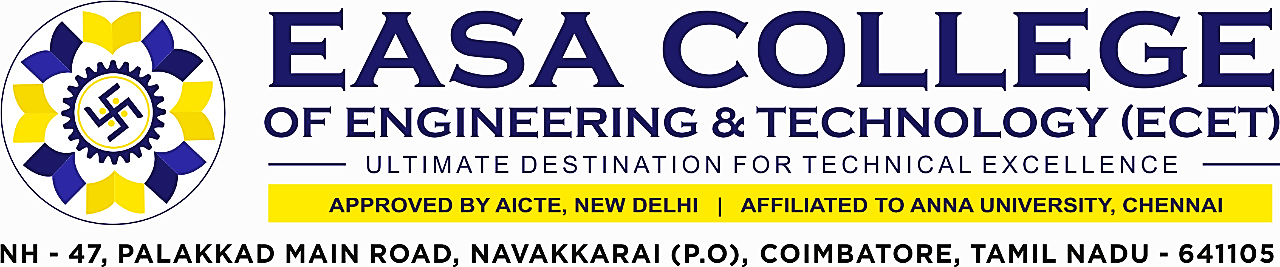 EASA COLLEGE
OF ENGINEERING & TECHNOLOGY (ECET)
ULTIMATE DESTINATION FOR TECHNICAL EXCELLENCE
APPROVED BY AICTE, NEW DELHI | AFFILIATED TO ANNA UNIVERSITY, CHENNAI
NH - 47, PALAKKAD MAIN ROAD, NAVAKKARAI (P.O), COIMBATORE, TAMIL NADU - 641105